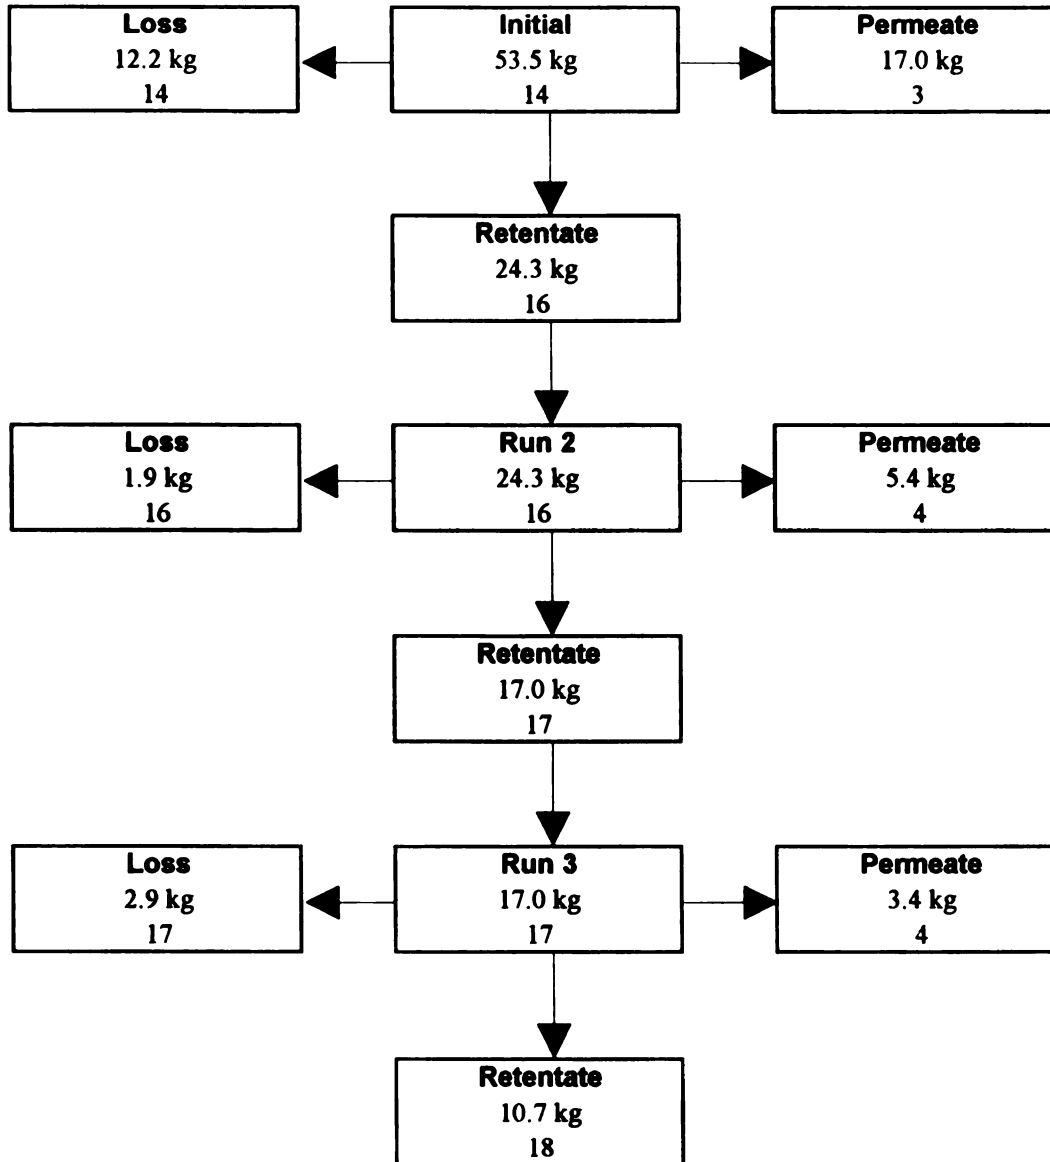 Loss
12.2 kg
14
Initial
53.5 kg
14
Permeate
17.0 kg
3
Retentate
24.3 kg
16
Loss
1.9 kg
16
Run 2
24.3 kg
16
Permeate
5.4 kg
4
Retentate
17.0 kg
17
Loss
2.9 kg
17
Run 3
17.0 kg
17
Permeate
3.4 kg
4
Retentate
10.7 kg
18